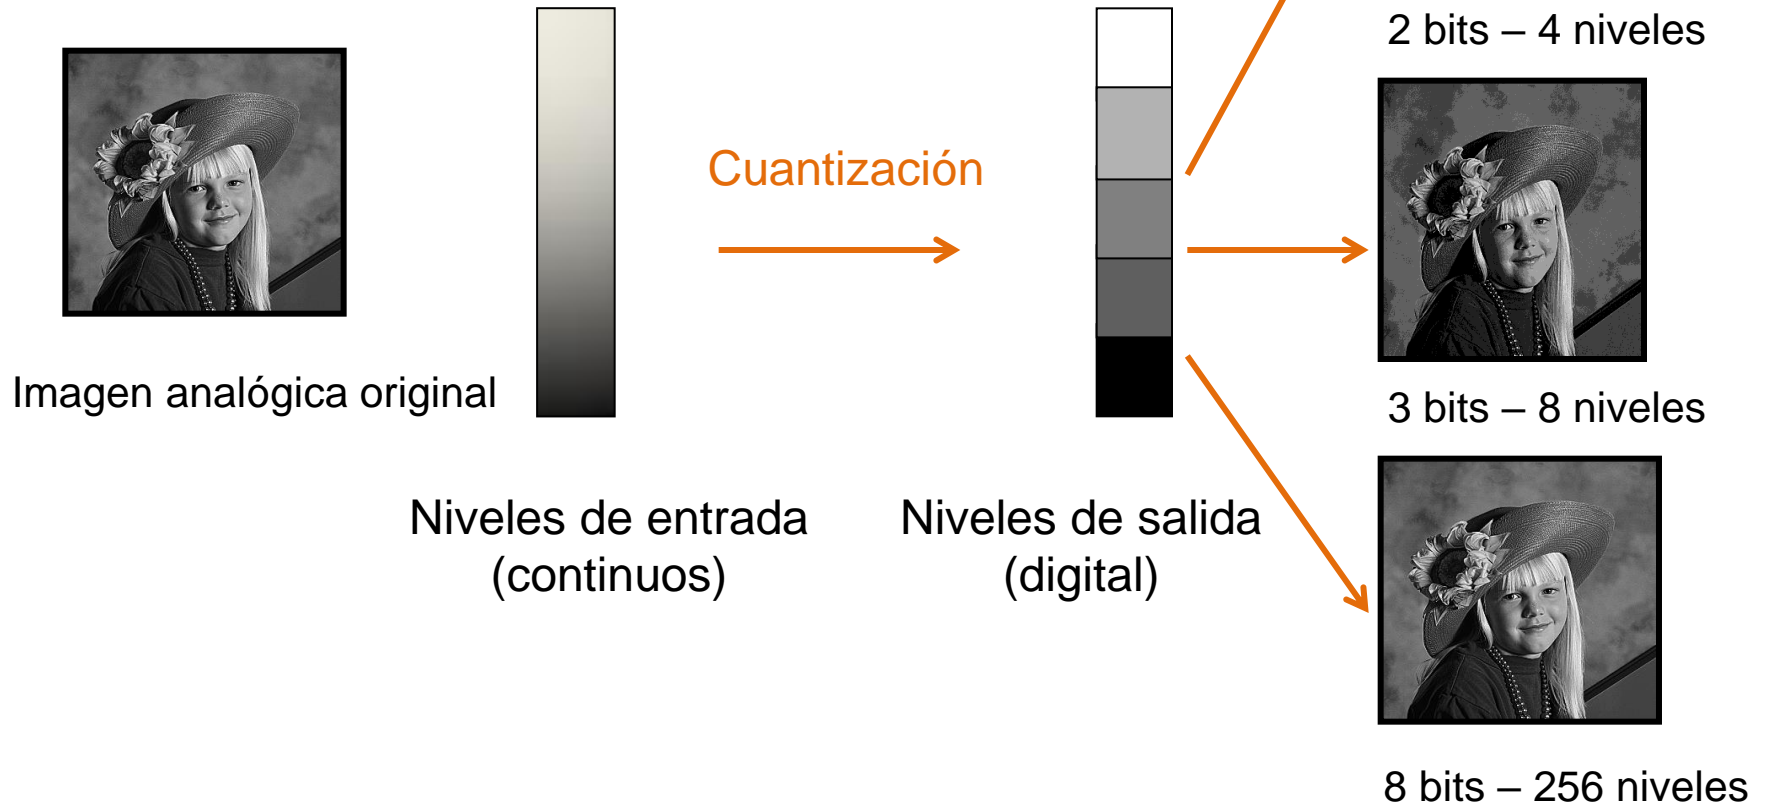 2 bits – 4 niveles
Cuantización
Imagen analógica original
3 bits – 8 niveles
Niveles de entrada
(continuos)
Niveles de salida
(digital)
8 bits – 256 niveles